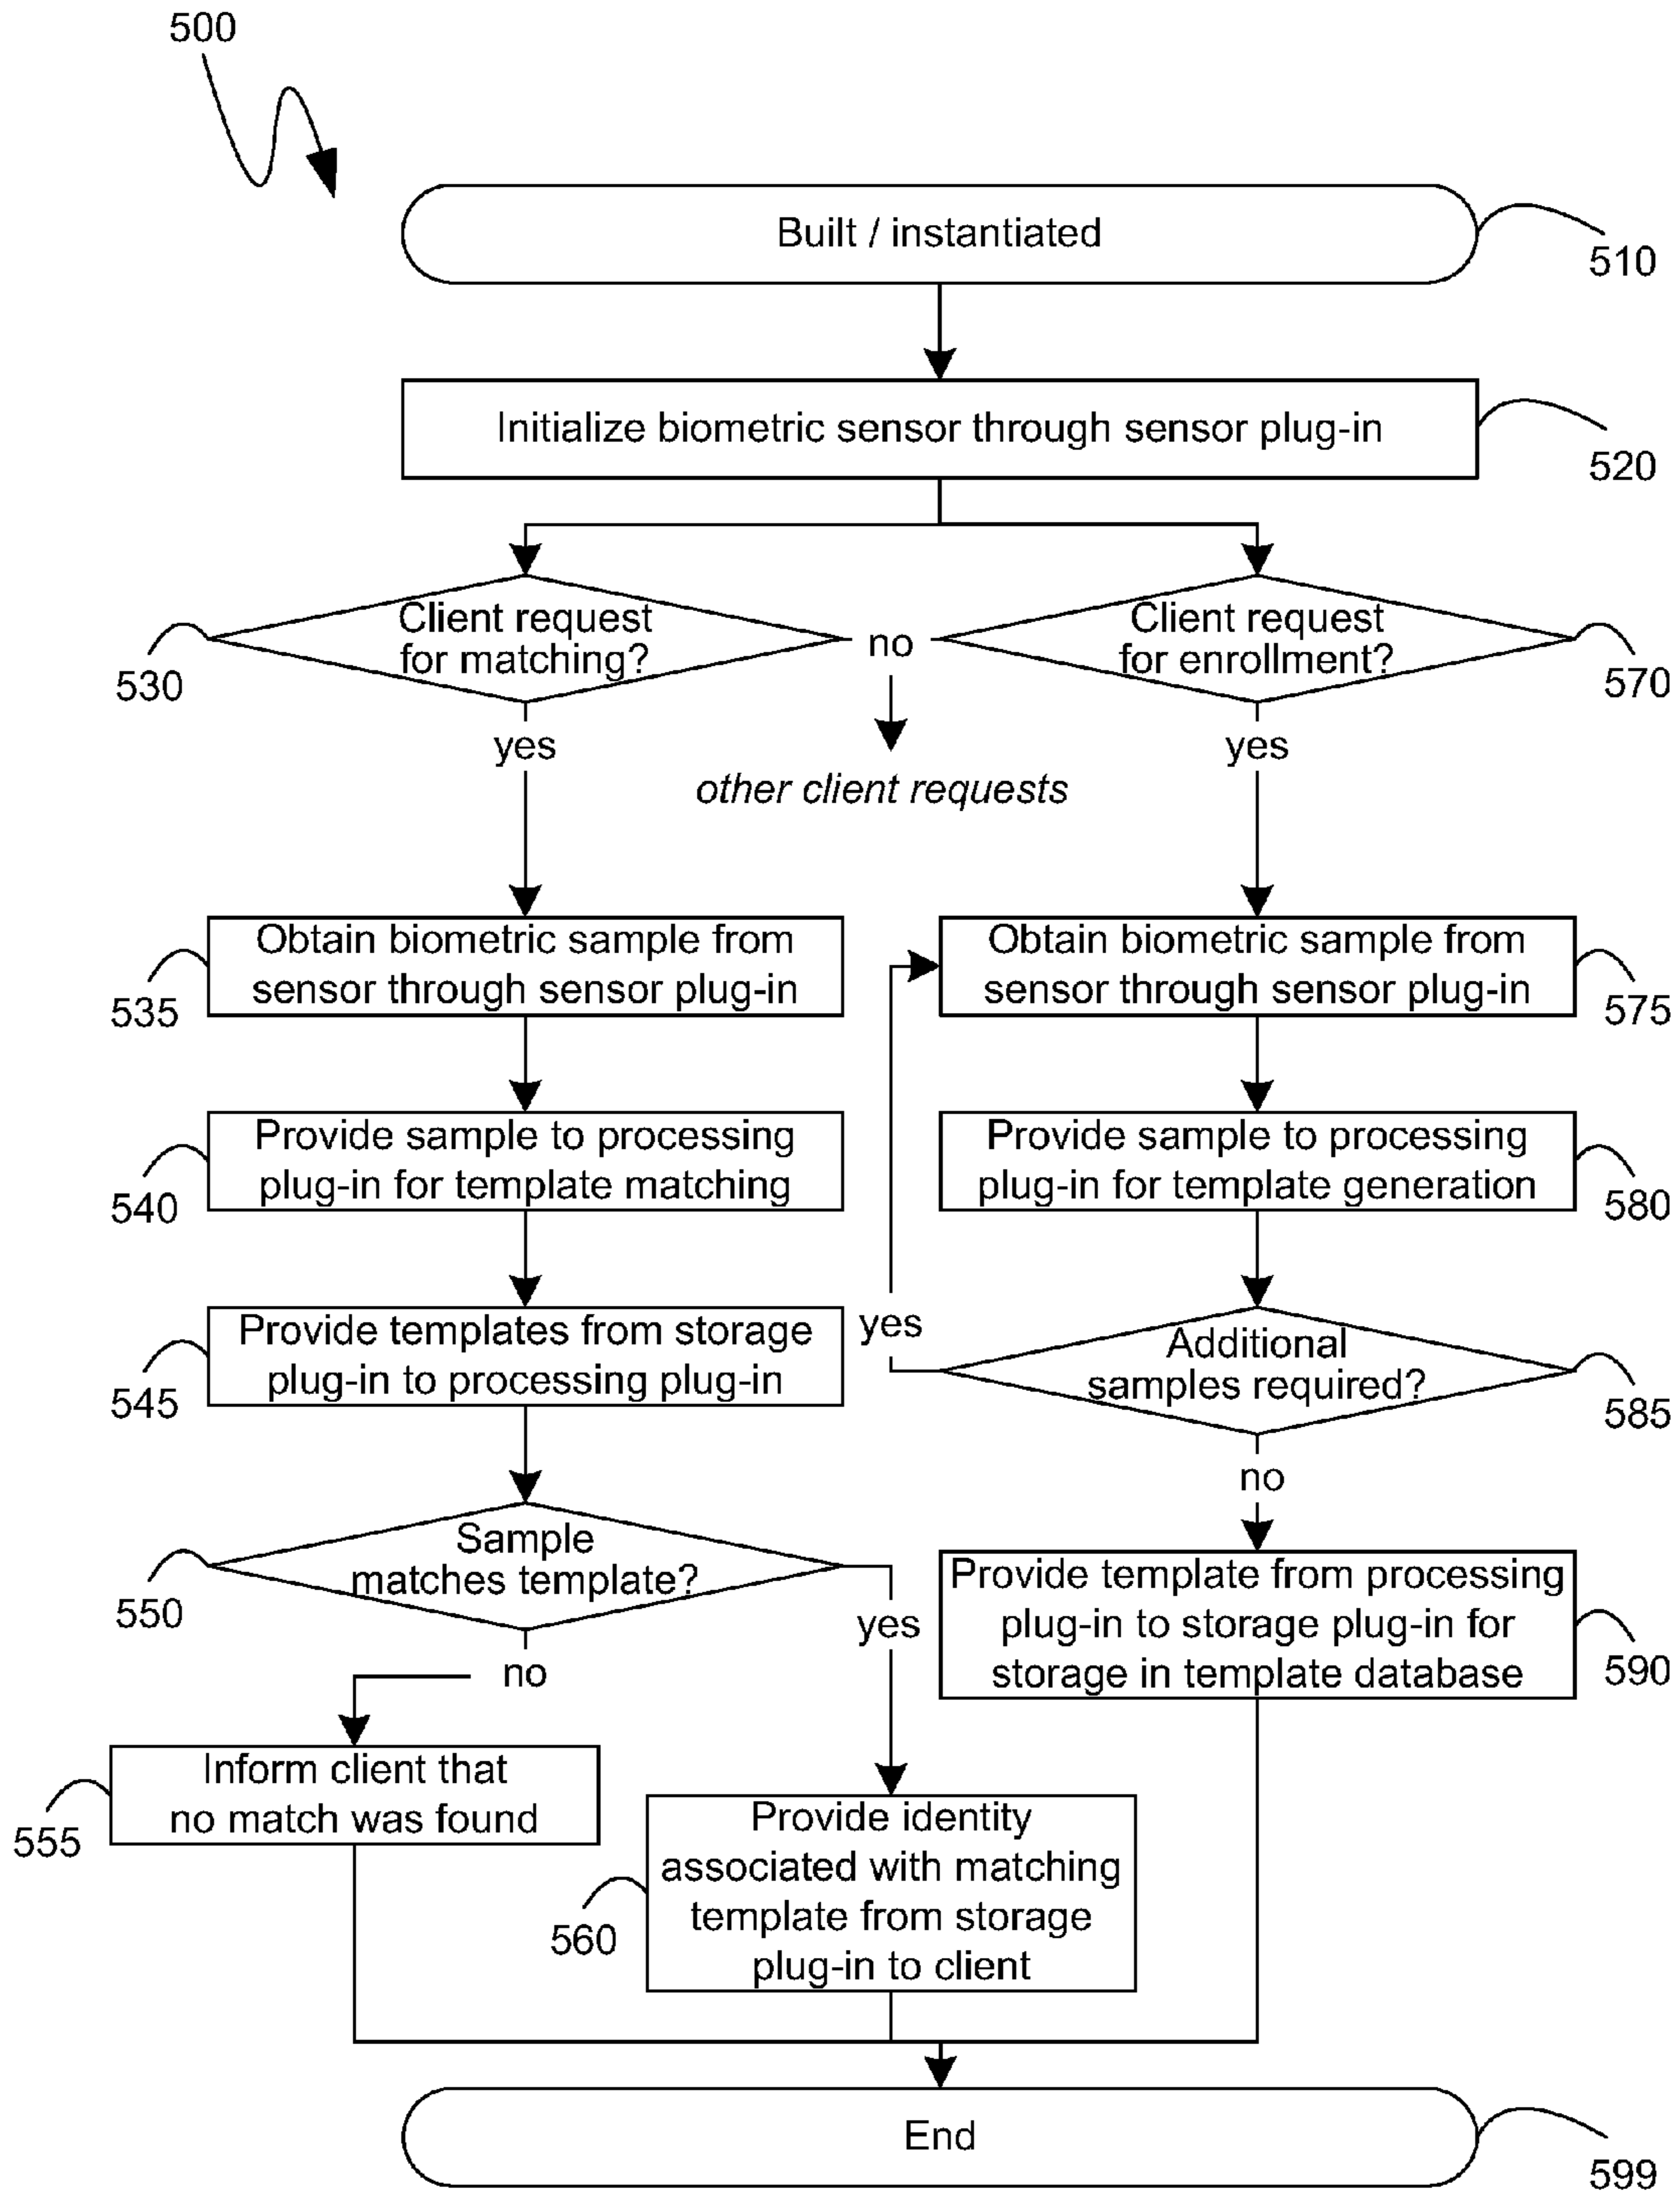 500
Built / instantiated
510
Initialize biometric sensor through sensor plug-in
520
Client request
for matching?
530
no
Client request
for enrollment?
570
yes
other client requests
yes
Obtain biometric sample from
sensor through sensor plug-in
535
Obtain biometric sample from
sensor through sensor plug-in
575
Provide sample to processing
plug-in for template matching
540
Provide sample to processing
plug-in for template generation
580
Provide templates from storage
plug-in to processing plug-in
545
yes
Additional
samples required?
585
no
Sample
matches template?
550
yes
no
Provide template from processing
plug-in to storage plug-in for
storage in template database
590
Inform client that
no match was found
555
Provide identity
associated with matching
template from storage
plug-in to client
560
End
599